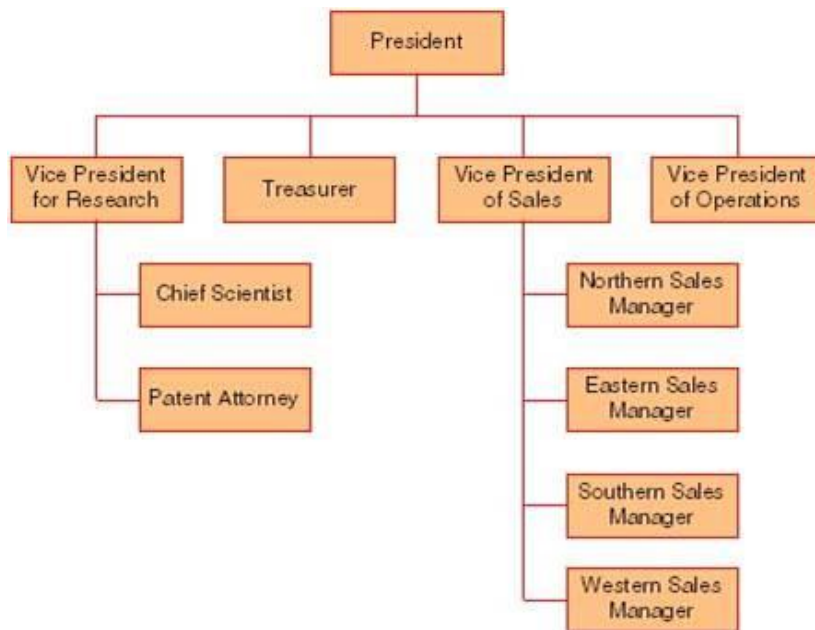 President
Vice President
for Research
Treasurer
Vice President
of Sales
Vice President
of Operations
Chief Scientist
Patent Attorney
Northern Sales
Manager
Eastern Sales
Manager
Southern Sales
Manager
Western Sales
Manager